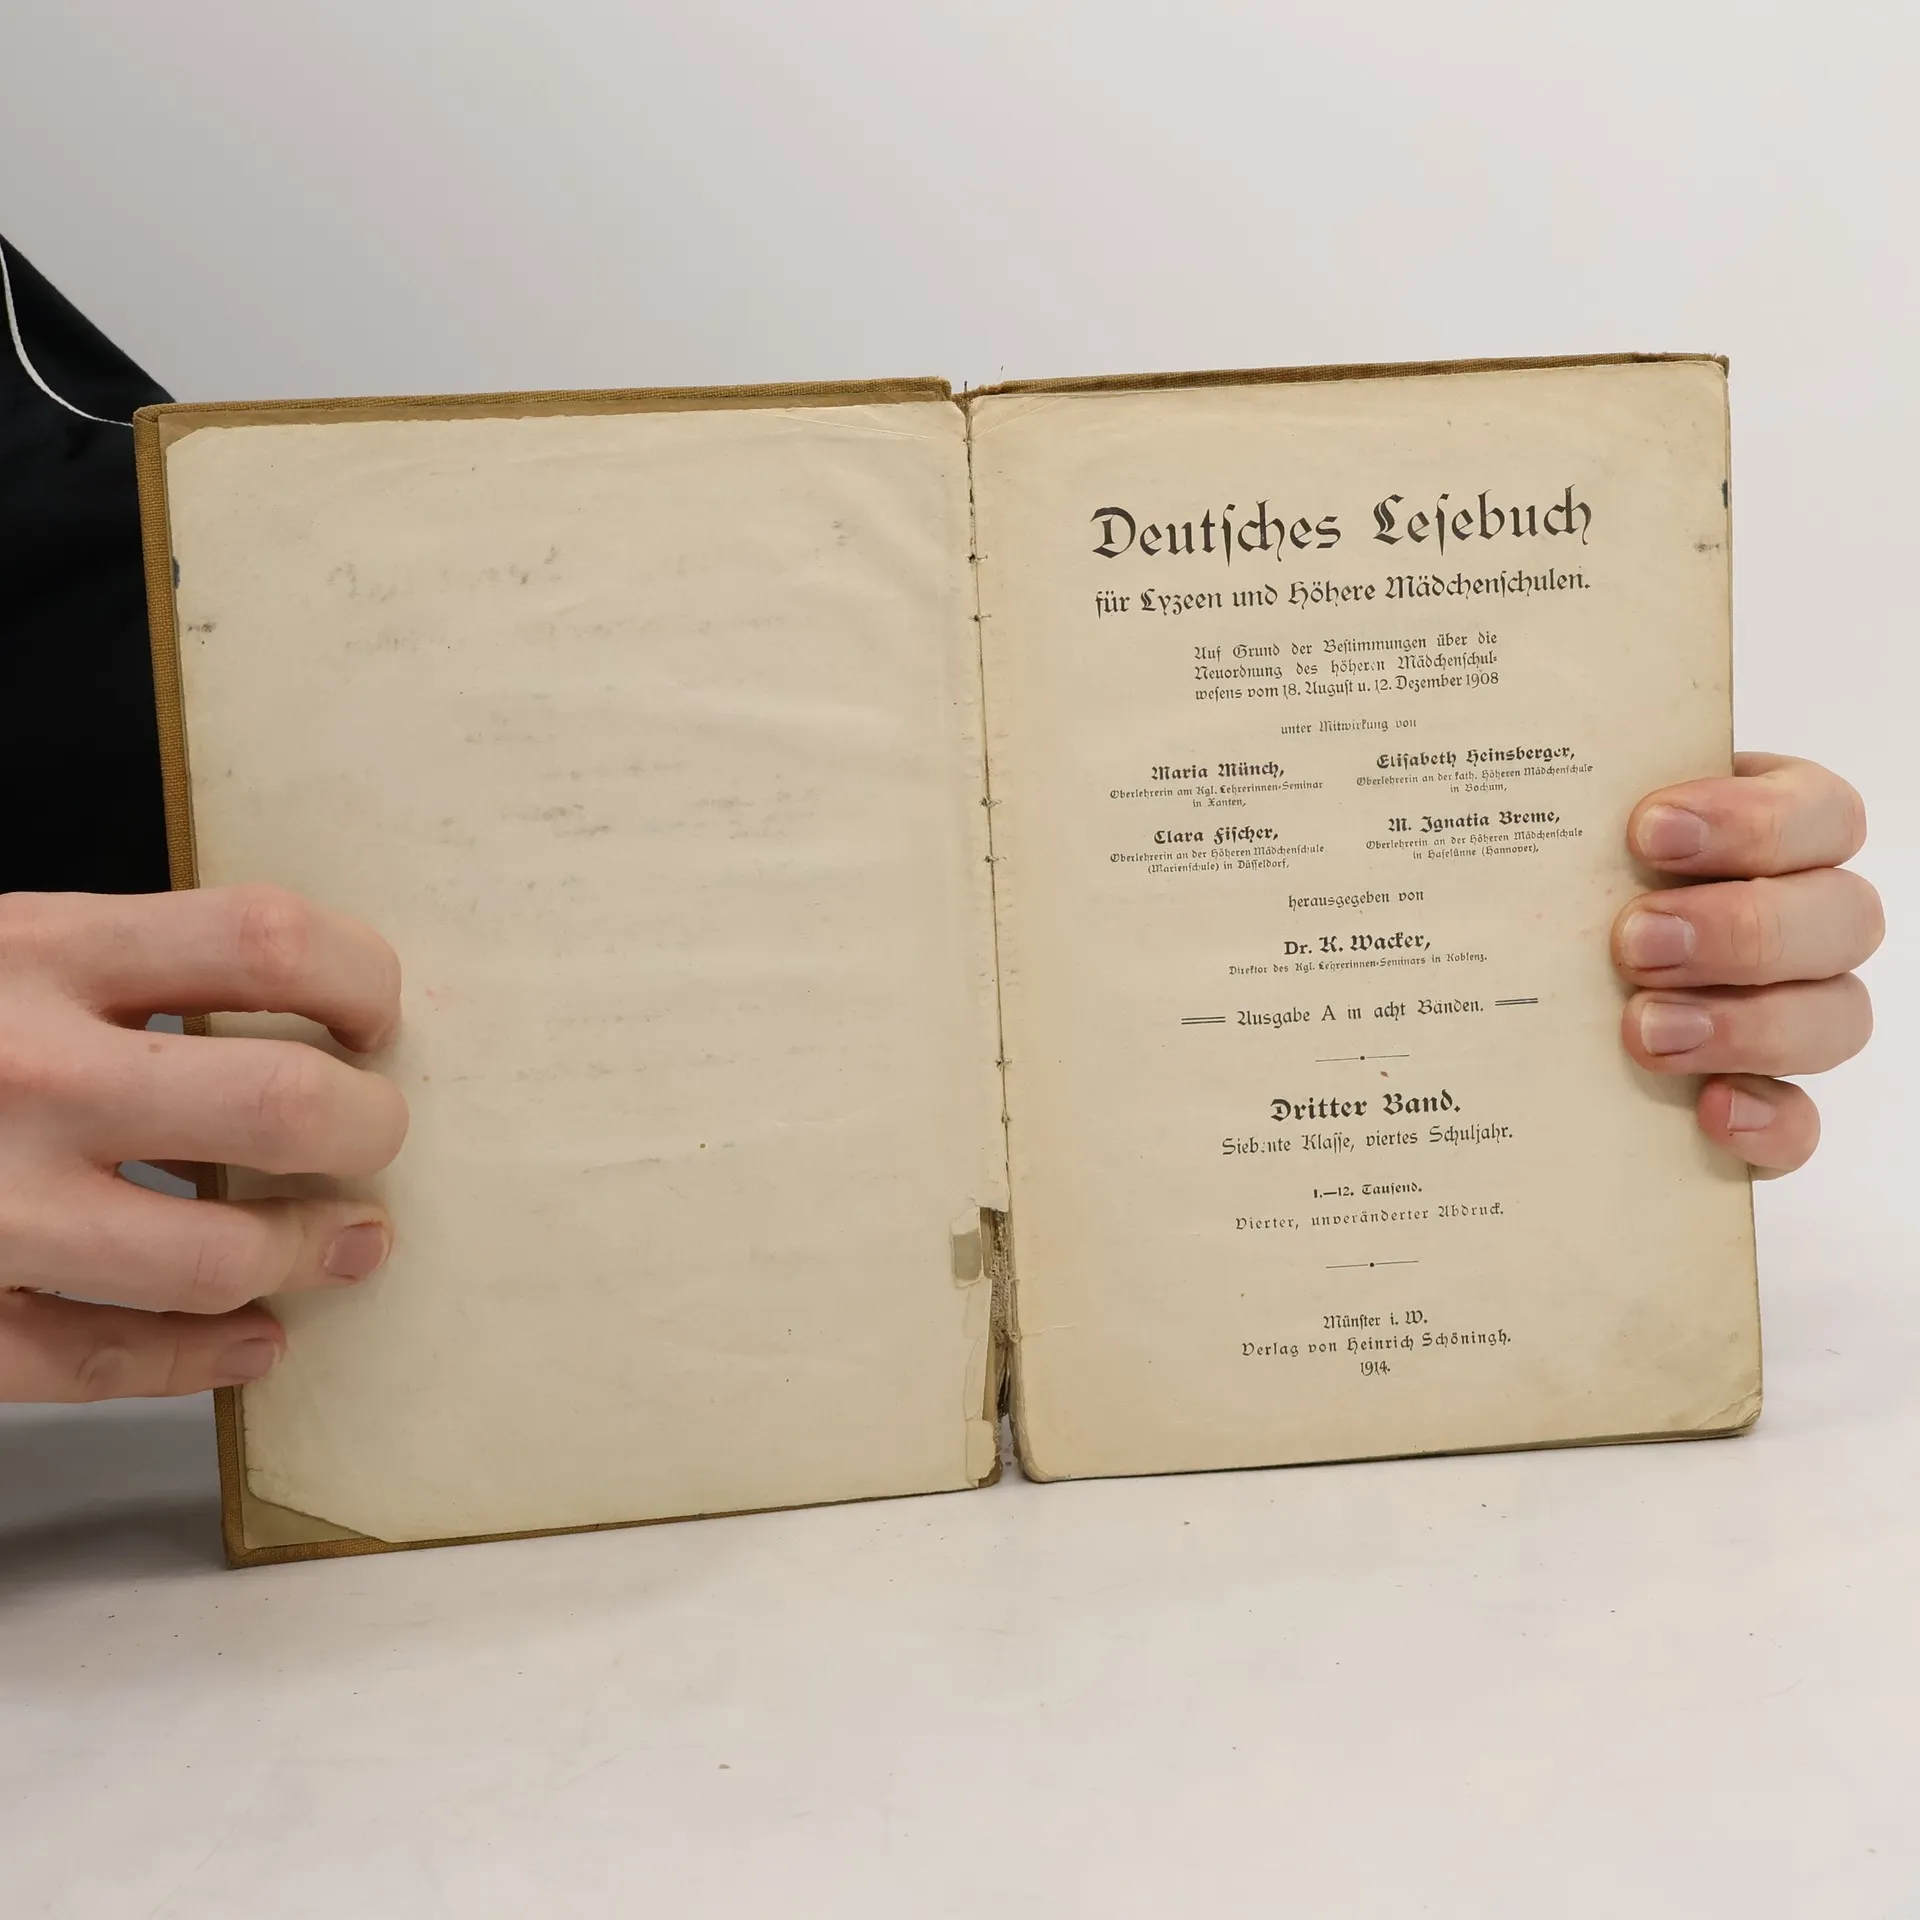 Deutſches Leſebuch
für Lyzeen und Höhere Mädchenſchulen.
Auf Grund der Beſtimmungen über die
Neuordnung des höheren Mädchenſchul-
weſens vom 18. Auguſt u. 12. Dezember 1908
unter Mitwirkung von
Maria Münch,
Oberlehrerin am Kgl. Lehrerinnen-Seminar
in Xanten,
Eliſabeth Heinsberger,
Oberlehrerin an der kath. Höheren Mädchenſchule
in Bochum,
Clara Fiſcher,
Oberlehrerin an der Höheren Mädchenſchule
(Marienſchule) in Düſſeldorf,
M. Ignatia Breme,
Oberlehrerin an der Höheren Mädchenſchule
in Haſelünne (Hannover),
herausgegeben von
Dr. K. Wacker,
Direktor des Kgl. Lehrerinnen-Seminars in Koblenz.
Ausgabe A in acht Bänden.
Dritter Band.
Siebente Klaſſe, viertes Schuljahr.
1.—12. Tauſend.
Vierter, unveränderter Abdruck.
Münſter i. W.
Verlag von Heinrich Schöningh.
1914.